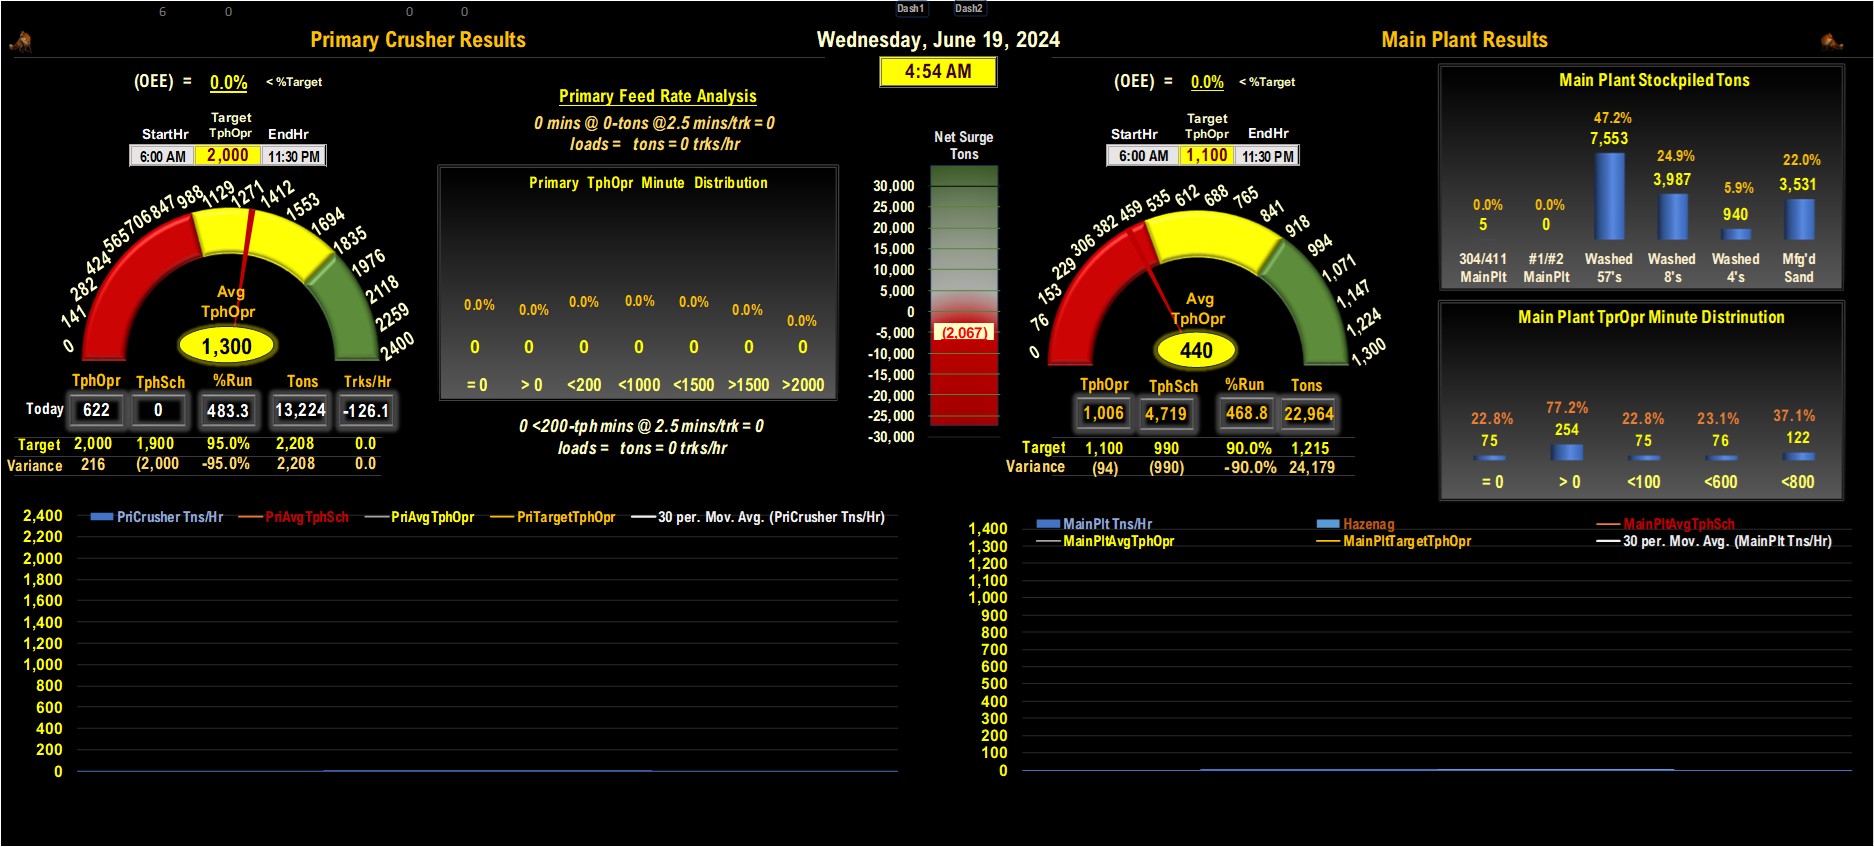 6 0 0 0 Dash1 Dash2
Primary Crusher Results
Wednesday, June 19, 2024
Main Plant Results
4:54 AM
(OEE) = 0.0% < %Target
Target
StartHr TphOpr EndHr
6:00 AM 2,000 11:30 PM
0 141 282 424 565 706 847 988 1129 1271 1412 1553 1694 1835 1976 2118 2259 2400
Avg
TphOpr
1,300
TphOpr TphSch %Run Tons Trks/Hr
Today 622 0 483.3 13,224 -126.1
Target 2,000 1,900 95.0% 2,208 0.0
Variance 216 (2,000 -95.0% 2,208 0.0
Primary Feed Rate Analysis
0 mins @ 0-tons @2.5 mins/trk = 0
loads = tons = 0 trks/hr
Primary TphOpr Minute Distribution
0.0% 0.0% 0.0% 0.0% 0.0% 0.0% 0.0%
0 0 0 0 0 0 0
= 0 > 0 <200 <1000 <1500 >1500 >2000
0 <200-tph mins @ 2.5 mins/trk = 0
loads = tons = 0 trks/hr
Net Surge
Tons
30,000
25,000
20,000
15,000
10,000
5,000
0
-5,000 (2,067)
-10,000
-15,000
-20,000
-25,000
-30,000
(OEE) = 0.0% < %Target
Target
StartHr TphOpr EndHr
6:00 AM 1,100 11:30 PM
0 76 153 229 306 382 459 535 612 688 765 841 918 994 1,071 1,147 1,224 1,300
Avg
TphOpr
440
TphOpr TphSch %Run Tons
1,006 4,719 468.8 22,964
Target 1,100 990 90.0% 1,215
Variance (94) (990) -90.0% 24,179
Main Plant Stockpiled Tons
0.0% 0.0% 47.2% 24.9% 5.9% 22.0%
5 0 7,553 3,987 940 3,531
304/411 #1/#2 Washed Washed Washed Mfg'd
MainPlt MainPlt 57's 8's 4's Sand
Main Plant TprOpr Minute Distrinution
22.8% 77.2% 22.8% 23.1% 37.1%
75 254 75 76 122
= 0 > 0 <100 <600 <800
PriCrusher Tns/Hr PriAvgTphSch PriAvgTphOpr PriTargetTphOpr 30 per. Mov. Avg. (PriCrusher Tns/Hr)
2,400
2,200
2,000
1,800
1,600
1,400
1,200
1,000
800
600
400
200
0
MainPlt Tns/Hr Hazenag MainPltAvgTphSch
MainPltAvgTphOpr MainPltTargetTphOpr 30 per. Mov. Avg. (MainPlt Tns/Hr)
1,400
1,300
1,200
1,100
1,000
900
800
700
600
500
400
300
200
100
0